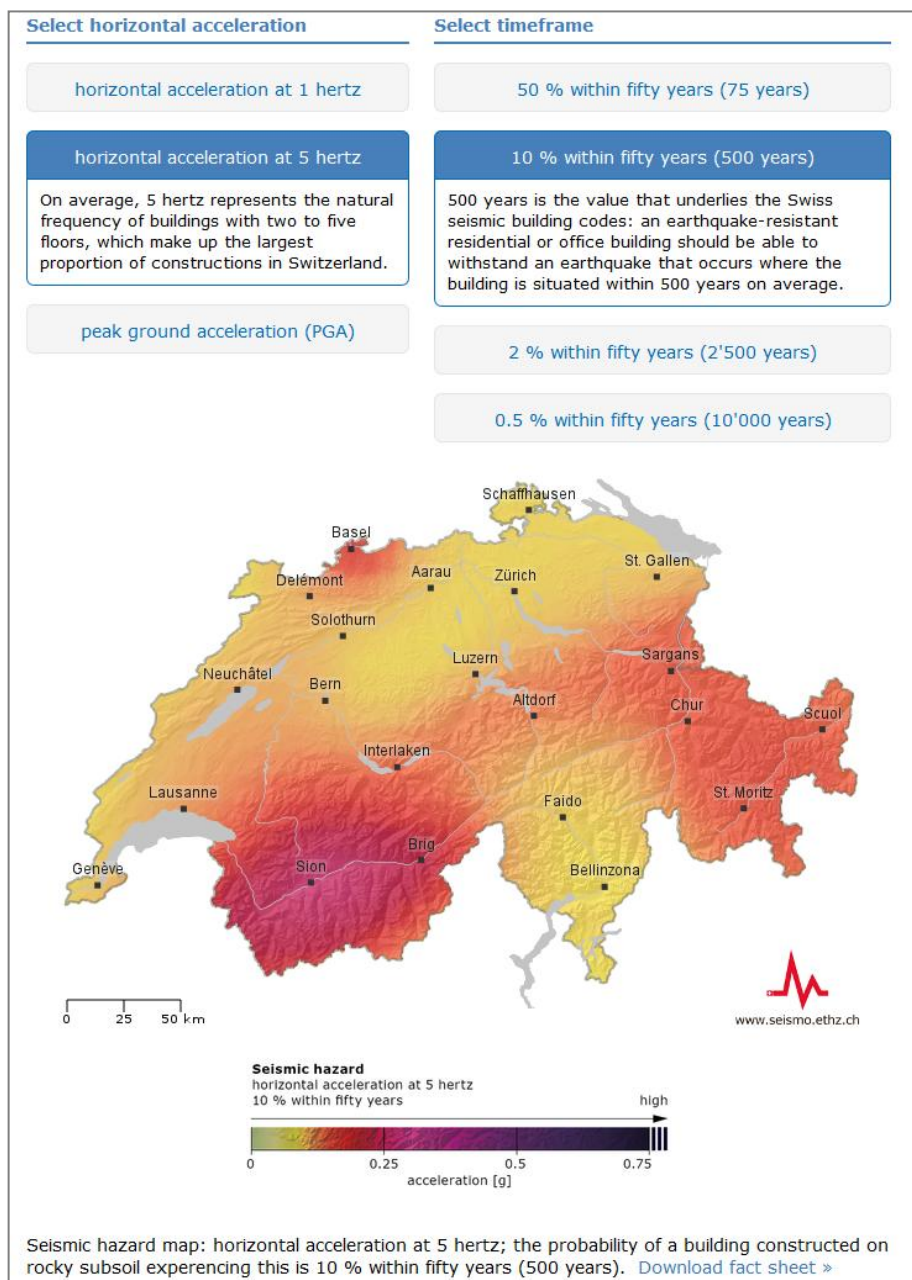 Select horizontal acceleration
Select timeframe
horizontal acceleration at 1 hertz
50 % within fifty years (75 years)
horizontal acceleration at 5 hertz
10 % within fifty years (500 years)
On average, 5 hertz represents the natural
frequency of buildings with two to five
floors, which make up the largest
proportion of constructions in Switzerland.
500 years is the value that underlies the Swiss
seismic building codes: an earthquake-resistant
residential or office building should be able to
withstand an earthquake that occurs where the
building is situated within 500 years on average.
peak ground acceleration (PGA)
2 % within fifty years (2'500 years)
0.5 % within fifty years (10'000 years)
Schaffhausen
Basel
Delémont
Aarau
Zürich
St. Gallen
Solothurn
Neuchâtel
Bern
Luzern
Sargans
Altdorf
Chur
Scuol
Interlaken
Lausanne
Faido
St. Moritz
Genève
Sion
Brig
Bellinzona
0 25 50 km
www.seismo.ethz.ch
Seismic hazard
horizontal acceleration at 5 hertz
10 % within fifty years
high
0 0.25 0.5 0.75
acceleration [g]
Seismic hazard map: horizontal acceleration at 5 hertz; the probability of a building constructed on
rocky subsoil experencing this is 10 % within fifty years (500 years). Download fact sheet »